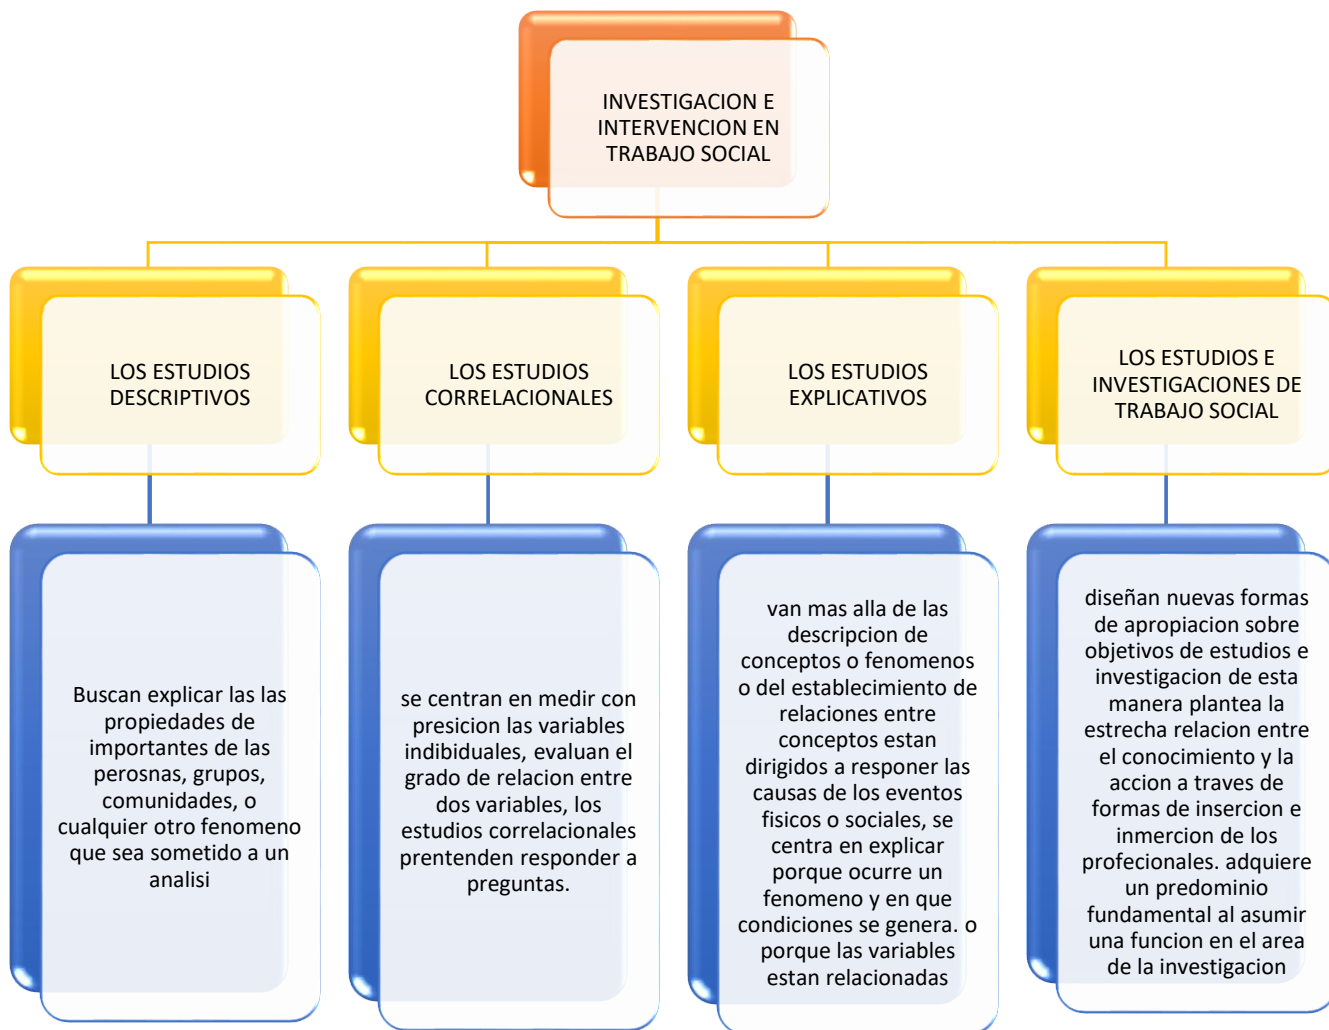 INVESTIGACION E
INTERVENCION EN
TRABAJO SOCIAL
LOS ESTUDIOS
DESCRIPTIVOS
LOS ESTUDIOS
CORRELACIONALES
LOS ESTUDIOS
EXPLICATIVOS
LOS ESTUDIOS E
INVESTIGACIONES DE
TRABAJO SOCIAL
Buscan explicar las las
propiedades de
importantes de las
perosnas, grupos,
comunidades, o
cualquier otro fenomeno
que sea sometido a un
analisi
se centran en medir con
presicion las variables
indibiduales, evaluan el
grado de relacion entre
dos variables, los
estudios correlacionales
prentenden responder a
preguntas.
van mas alla de las
descripcion de
conceptos o fenomenos
o del establecimiento de
relaciones entre
conceptos estan
dirigidos a responer las
causas de los eventos
fisicos o sociales, se
centra en explicar
porque ocurre un
fenomeno y en que
condiciones se genera. o
porque las variables
estan relacionadas
diseñan nuevas formas
de apropiacion sobre
objetivos de estudios e
investigacion de esta
manera plantea la
estrecha relacion entre
el conocimiento y la
accion a traves de
formas de insercion e
inmercion de los
profecionales. adquiere
un predominio
fundamental al asumir
una funcion en el area
de la investigacion